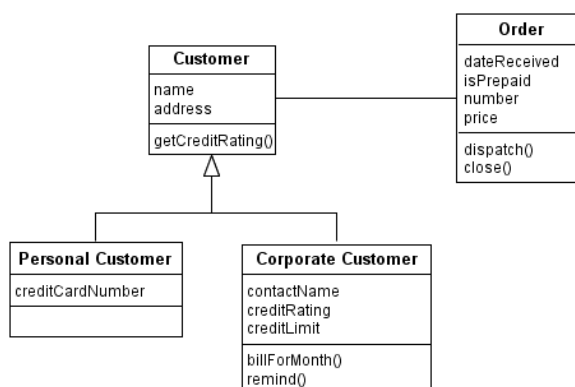 Order
dateReceived
isPrepaid
number
price
dispatch()
close()
Customer
name
address
getCreditRating()
Personal Customer
creditCardNumber
Corporate Customer
contactName
creditRating
creditLimit
billForMonth()
remind()